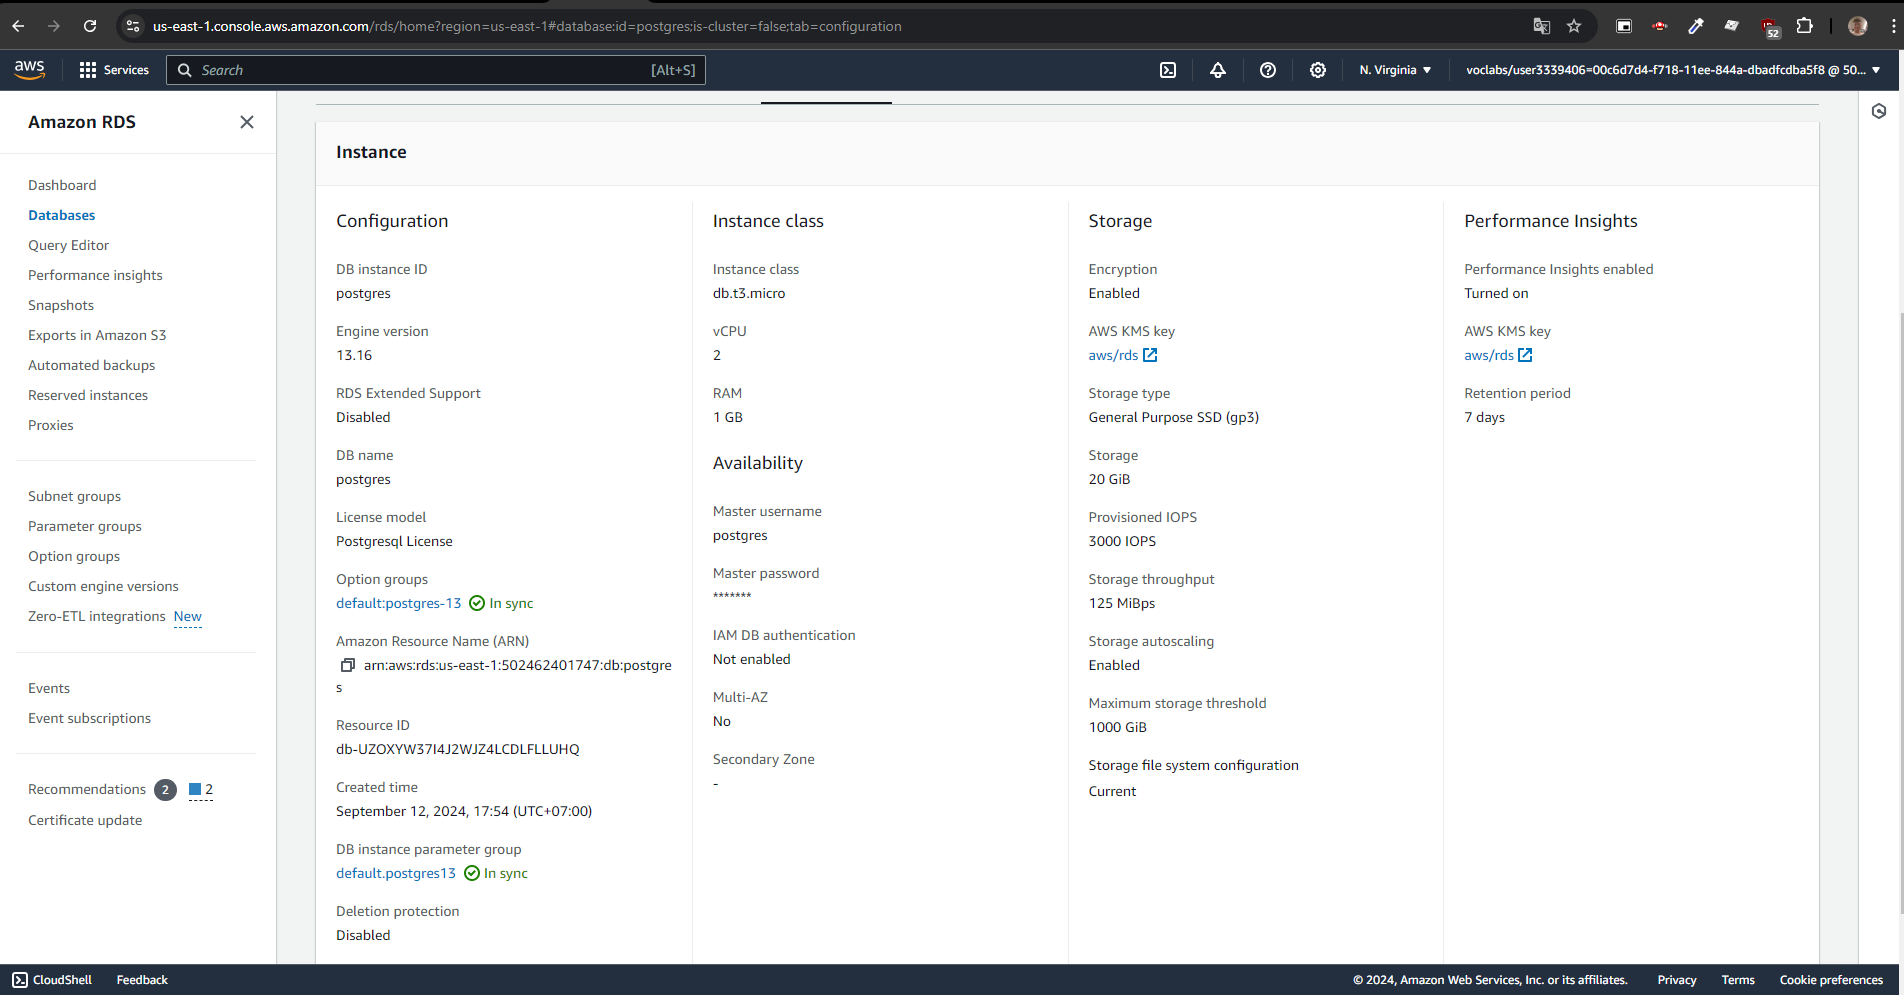 us-east-1.console.aws.amazon.com/rds/home?region=us-east-1#database:id=postgres;is-cluster=false;tab=configuration
52
aws
Services
Search
[Alt+S]
N. Virginia
voclabs/user3339406=00c6d7d4-f718-11ee-844a-dbadfcdba5f8 @ 50...
Amazon RDS
Dashboard
Databases
Query Editor
Performance insights
Snapshots
Exports in Amazon S3
Automated backups
Reserved instances
Proxies
Subnet groups
Parameter groups
Option groups
Custom engine versions
Zero-ETL integrations New
Events
Event subscriptions
Recommendations 2 2
Certificate update
Instance
Configuration
DB instance ID
postgres
Engine version
13.16
RDS Extended Support
Disabled
DB name
postgres
License model
Postgresql License
Option groups
default:postgres-13 In sync
Amazon Resource Name (ARN)
arn:aws:rds:us-east-1:502462401747:db:postgre
s
Resource ID
db-UZOXYW37I4J2WJZ4LCDLFLLUHQ
Created time
September 12, 2024, 17:54 (UTC+07:00)
DB instance parameter group
default.postgres13 In sync
Deletion protection
Disabled
Instance class
Instance class
db.t3.micro
vCPU
2
RAM
1 GB
Availability
Master username
postgres
Master password
*******
IAM DB authentication
Not enabled
Multi-AZ
No
Secondary Zone
-
Storage
Encryption
Enabled
AWS KMS key
aws/rds
Storage type
General Purpose SSD (gp3)
Storage
20 GiB
Provisioned IOPS
3000 IOPS
Storage throughput
125 MiBps
Storage autoscaling
Enabled
Maximum storage threshold
1000 GiB
Storage file system configuration
Current
Performance Insights
Performance Insights enabled
Turned on
AWS KMS key
aws/rds
Retention period
7 days
CloudShell
Feedback
© 2024, Amazon Web Services, Inc. or its affiliates.
Privacy
Terms
Cookie preferences